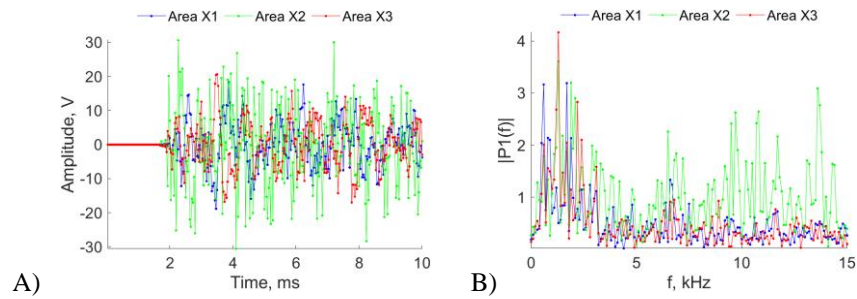 Area X1 Area X2 Area X3
30
20
10
0
-10
-20
-30
Amplitude, V
2 4 6 8 10
Time, ms
A)
Area X1 Area X2 Area X3
4
3
2
1
|P1(f)|
0 5 10 15
f, kHz
B)